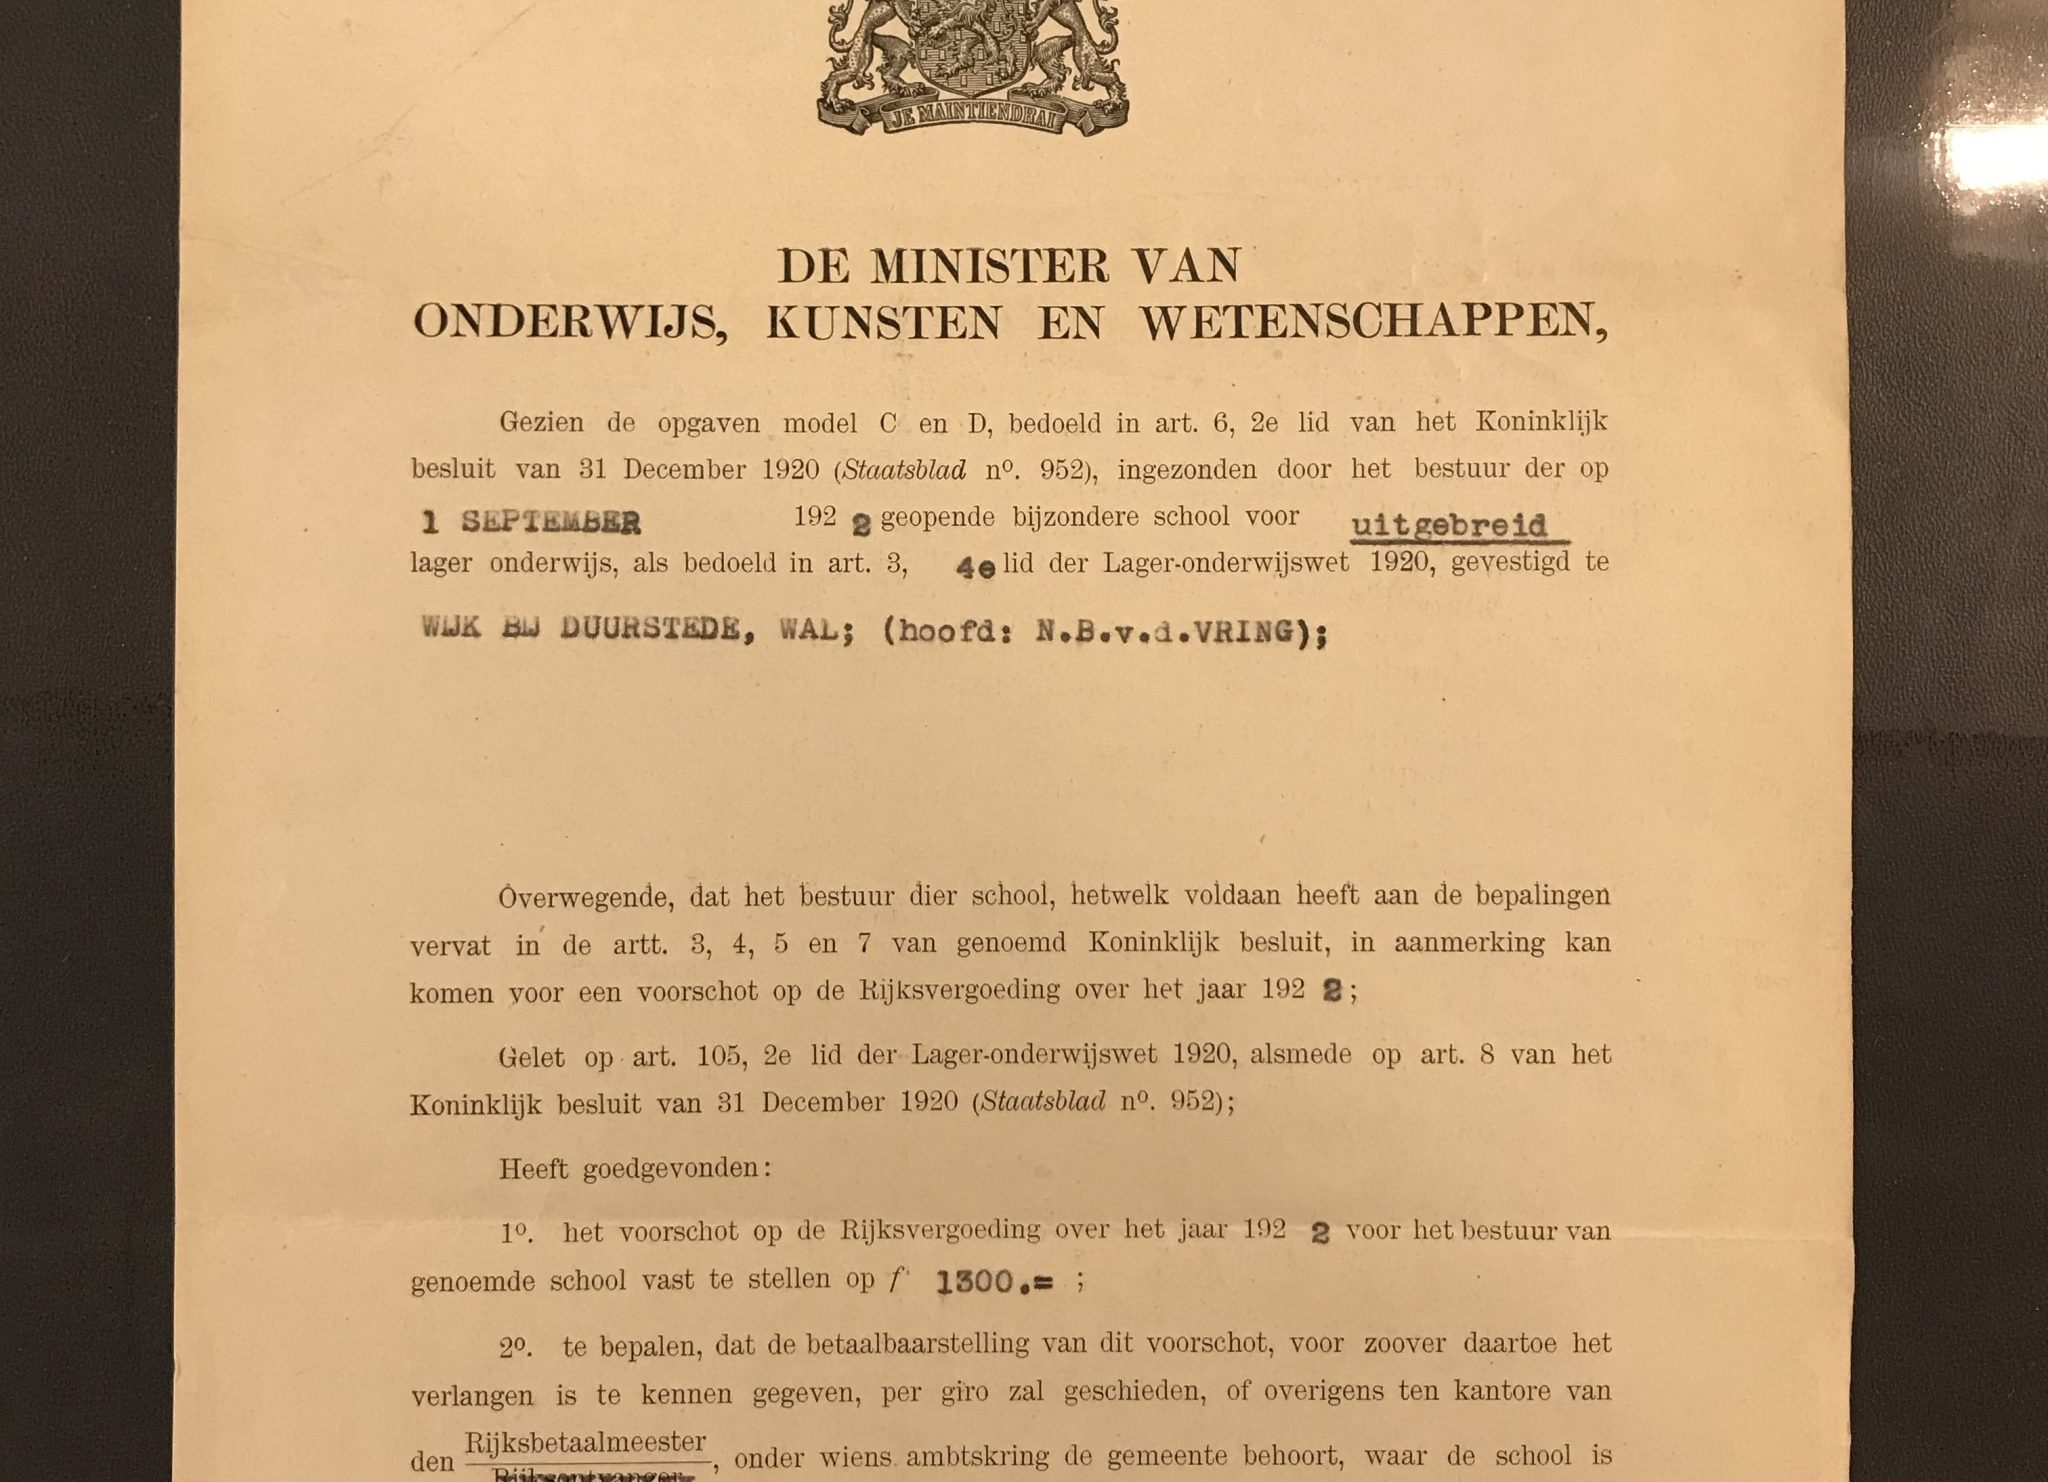 JE MAINTIENDRAI
DE MINISTER VAN
ONDERWIJS, KUNSTEN EN WETENSCHAPPEN,
Gezien de opgaven model C en D, bedoeld in art. 6, 2e lid van het Koninklijk
besluit van 31 December 1920 (Staatsblad nº. 952), ingezonden door het bestuur der op
1 SEPTEMBER 192 2 geopende bijzondere school voor uitgebreid
lager onderwijs, als bedoeld in art. 3, 4e lid der Lager-onderwijswet 1920, gevestigd te
WIJK BIJ DUURSTEDE, WAL; (hoofd: N.B.v.d.VRING);
Overwegende, dat het bestuur dier school, hetwelk voldaan heeft aan de bepalingen
vervat in de artt. 3, 4, 5 en 7 van genoemd Koninklijk besluit, in aanmerking kan
komen voor een voorschot op de Rijksvergoeding over het jaar 192 2;
Gelet op art. 105, 2e lid der Lager-onderwijswet 1920, alsmede op art. 8 van het
Koninklijk besluit van 31 December 1920 (Staatsblad nº. 952);
Heeft goedgevonden:
1º. het voorschot op de Rijksvergoeding over het jaar 192 2 voor het bestuur van
genoemde school vast te stellen op f 1300.= ;
2º. te bepalen, dat de betaalbaarstelling van dit voorschot, voor zoover daartoe het
verlangen is te kennen gegeven, per giro zal geschieden, of overigens ten kantore van
den Rijksbetaalmeester, onder wiens ambtskring de gemeente behoort, waar de school is
Rijksontvanger